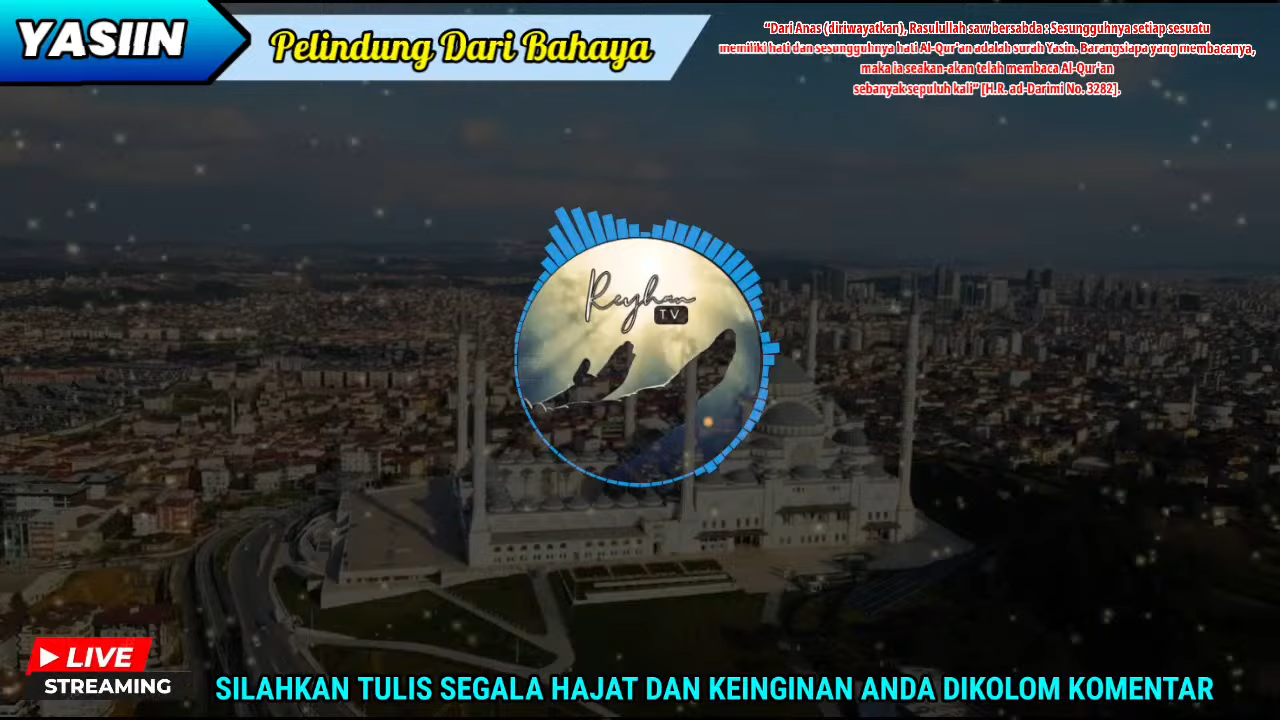 YASIIN
Pelindung Dari Bahaya
“Dari Anas (diriwayatkan), Rasulullah saw bersabda : Sesungguhnya setiap sesuatu
memiliki hati dan sesungguhnya hati Al-Qur'an adalah surah Yasin. Barangsiapa yang membacanya,
maka ia seakan-akan telah membaca Al-Qur'an
sebanyak sepuluh kali” [H.R. ad-Darimi No. 3282].
Reyhan
TV
LIVE
STREAMING
SILAHKAN TULIS SEGALA HAJAT DAN KEINGINAN ANDA DIKOLOM KOMENTAR